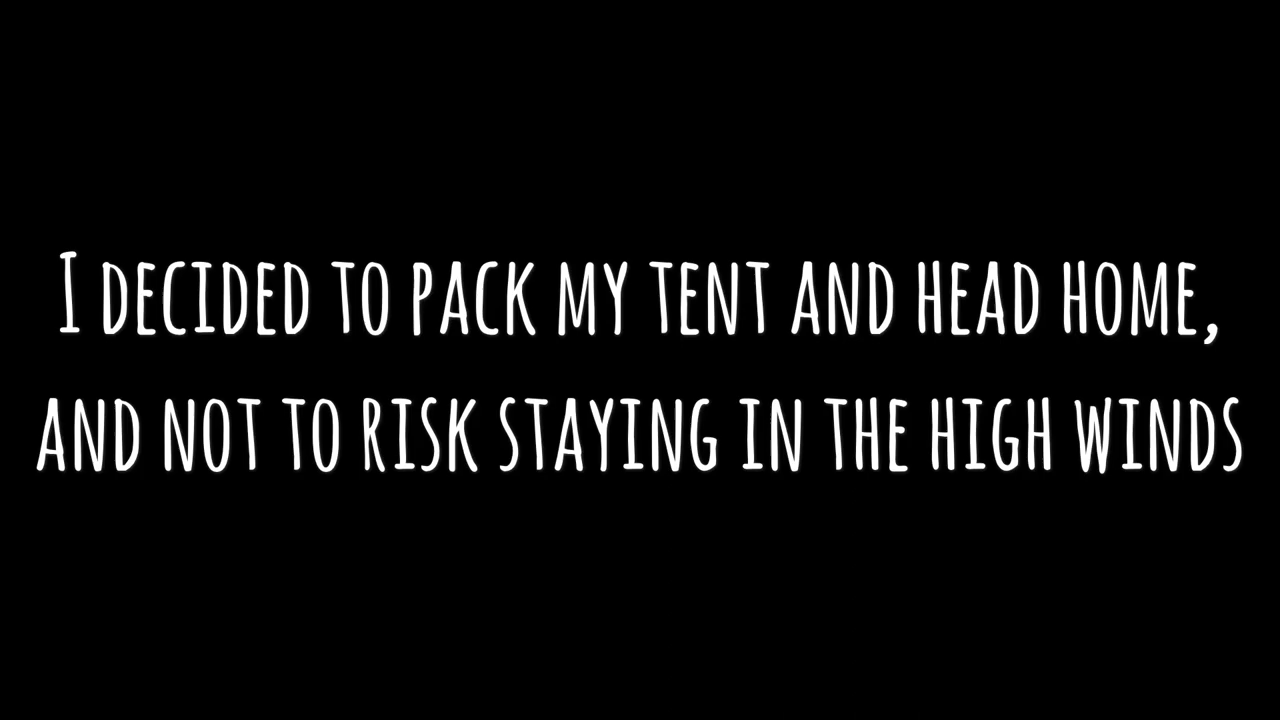 I DECIDED TO PACK MY TENT AND HEAD HOME,
AND NOT TO RISK STAYING IN THE HIGH WINDS